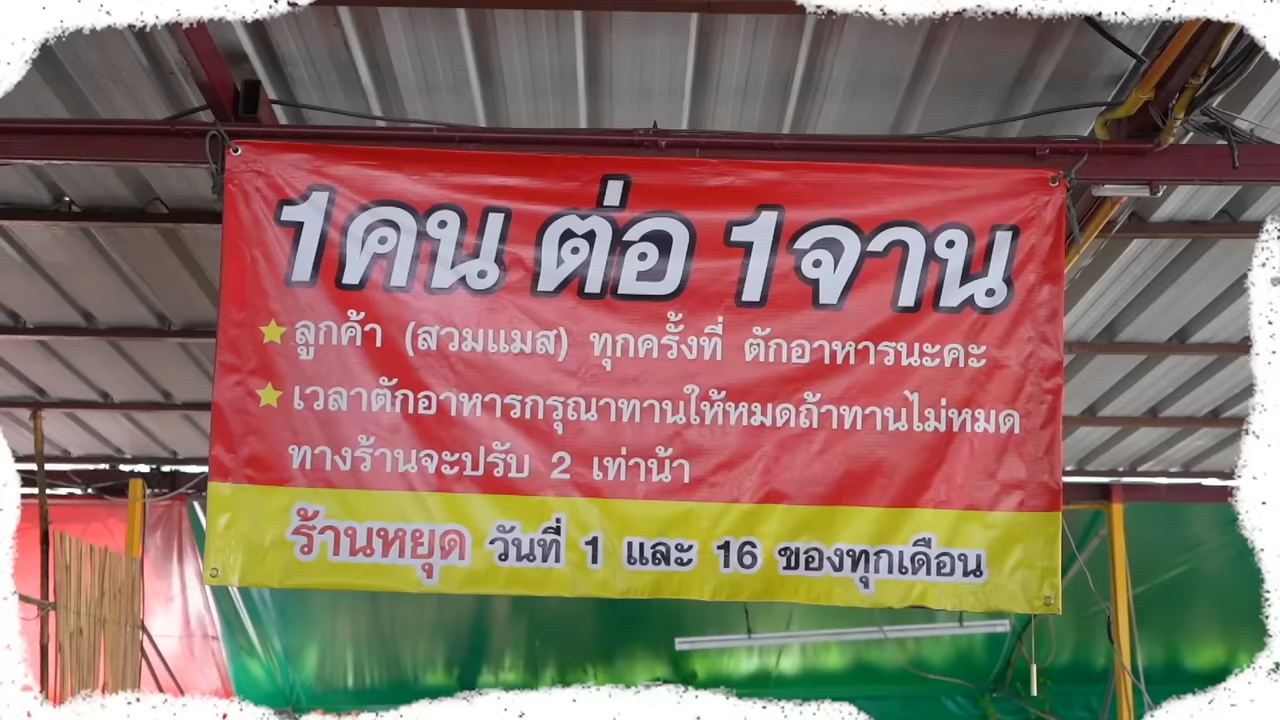 1คน ต่อ 1จาน
ลูกค้า (สวมแมส) ทุกครั้งที่ ตักอาหารนะคะ
เวลาตักอาหารกรุณาทานให้หมดถ้าทานไม่หมด
ทางร้านจะปรับ 2 เท่าน้า
ร้านหยุด วันที่ 1 และ 16 ของทุกเดือน